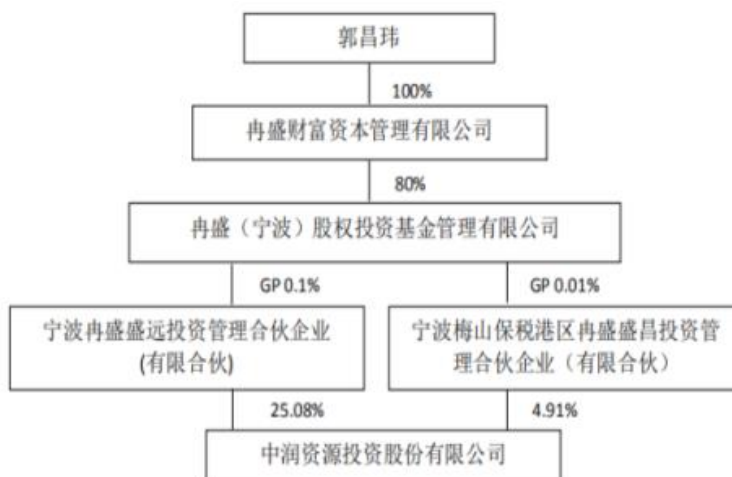 郭昌玮
100%
冉盛财富资本管理有限公司
80%
冉盛（宁波）股权投资基金管理有限公司
GP 0.1%
GP 0.01%
宁波冉盛盛远投资管理合伙企业
(有限合伙)
宁波梅山保税港区冉盛盛昌投资管
理合伙企业（有限合伙）
25.08%
4.91%
中润资源投资股份有限公司